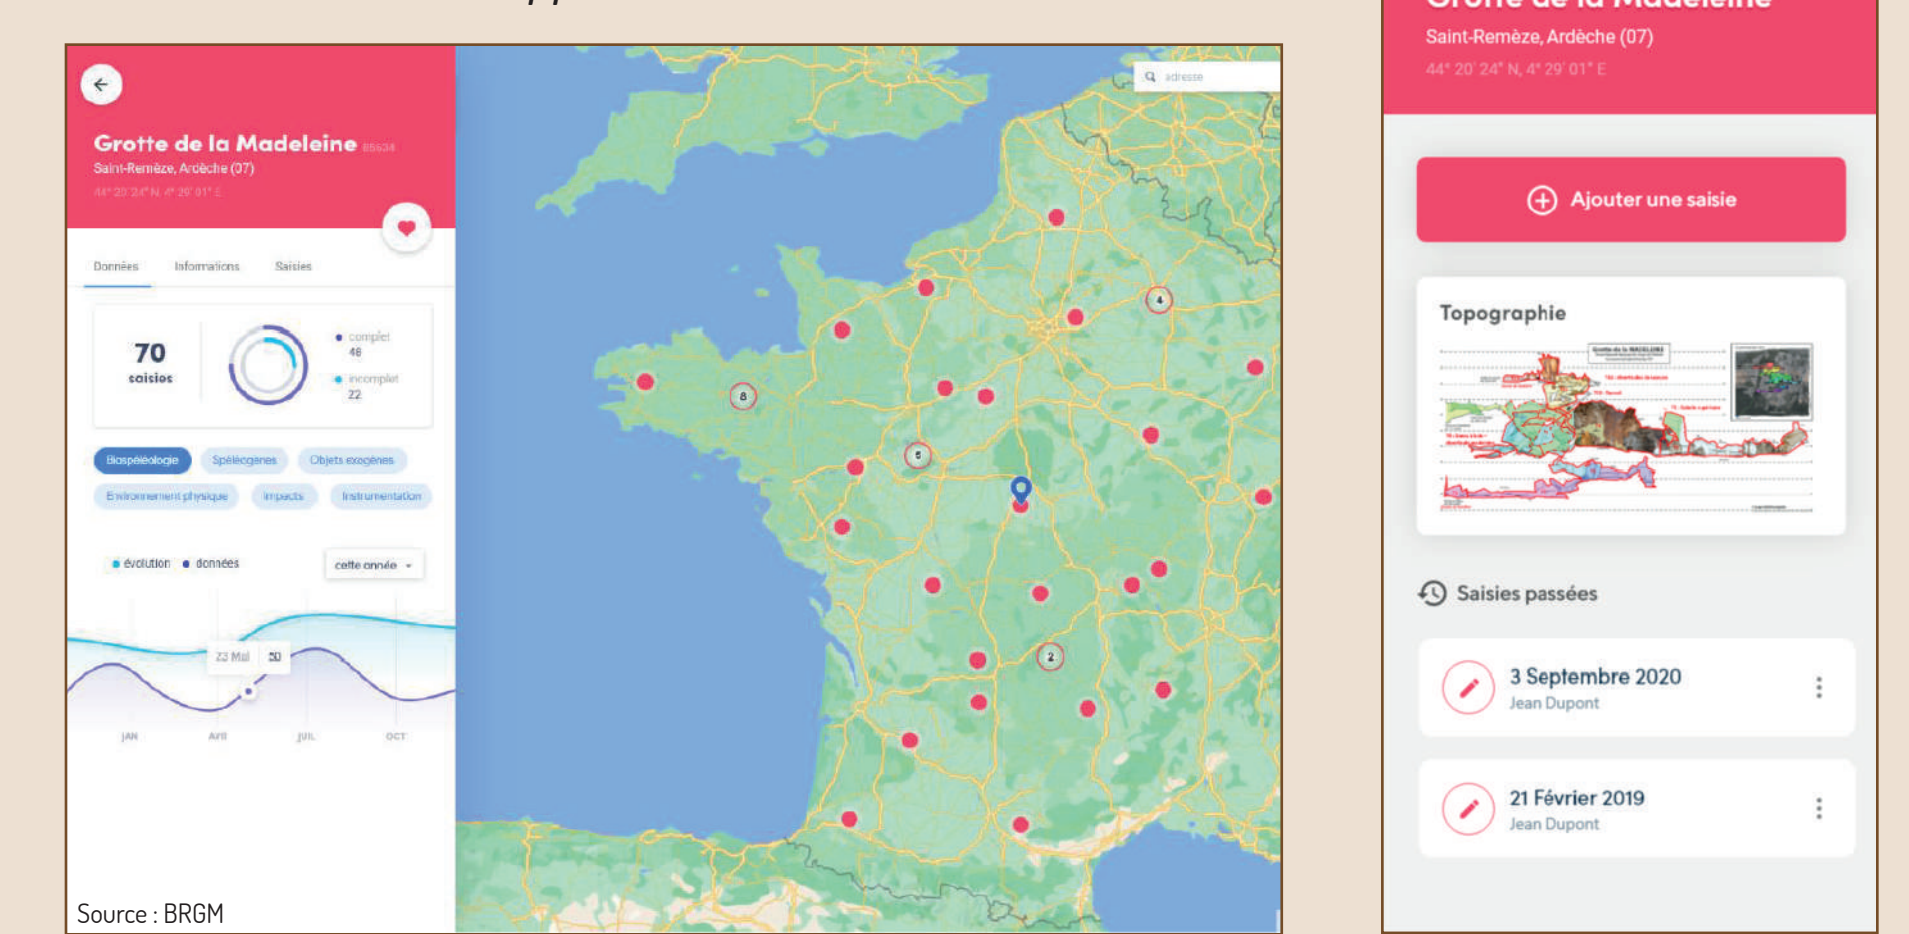 adresse
Grotte de la Madeleine
Saint-Remèze, Ardèche (07)
44° 20' 24" N, 4° 29' 01" E
Données Informations Saisies
70
saisies
complet
48
incomplet
22
Biospéléologie Spéléogènes Objets exogènes
Environnement physique Impacts Instrumentation
évolution données cette année
23 Mai 50
JAN AVR JUIL OCT
Source : BRGM
4
8
6
2
Grotte de la Madeleine
Saint-Remèze, Ardèche (07)
44° 20' 24" N, 4° 29' 01" E
Ajouter une saisie
Topographie
Grotte de la MADELEINE
Saisies passées
3 Septembre 2020
Jean Dupont
21 Février 2019
Jean Dupont